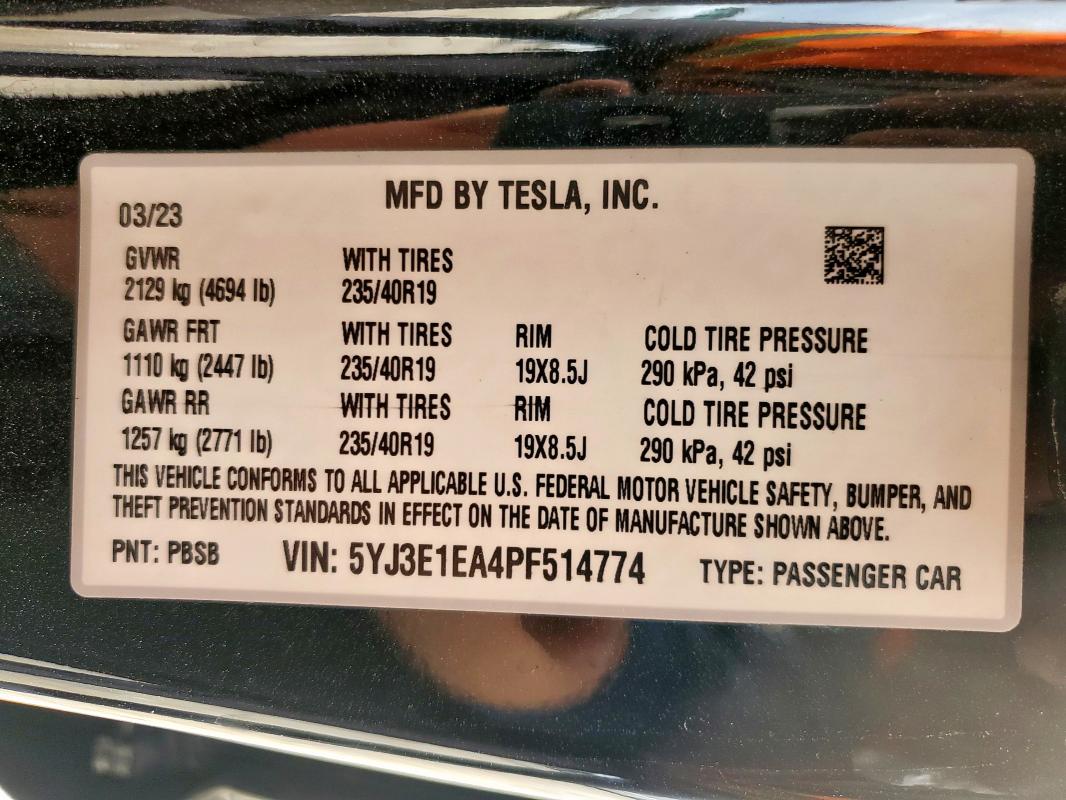 MFD BY TESLA, INC.
03/23
GVWR WITH TIRES
2129 kg (4694 lb) 235/40R19
GAWR FRT WITH TIRES RIM COLD TIRE PRESSURE
1110 kg (2447 lb) 235/40R19 19X8.5J 290 kPa, 42 psi
GAWR RR WITH TIRES RIM COLD TIRE PRESSURE
1257 kg (2771 lb) 235/40R19 19X8.5J 290 kPa, 42 psi
THIS VEHICLE CONFORMS TO ALL APPLICABLE U.S. FEDERAL MOTOR VEHICLE SAFETY, BUMPER, AND
THEFT PREVENTION STANDARDS IN EFFECT ON THE DATE OF MANUFACTURE SHOWN ABOVE.
PNT: PBSB VIN: 5YJ3E1EA4PF514774 TYPE: PASSENGER CAR